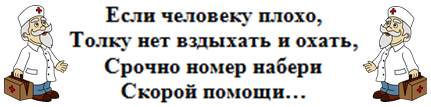 Если человеку плохо,
Толку нет вздыхать и охать,
Срочно номер набери
Скорой помощи…